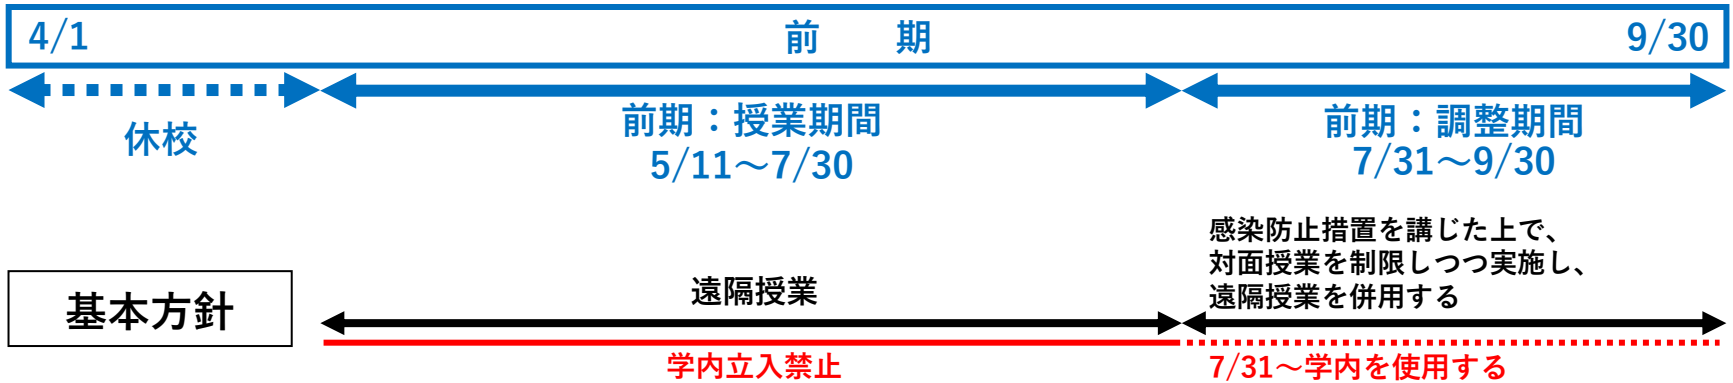 4/1 前 期 9/30
休校
前期：授業期間
5/11～7/30
前期：調整期間
7/31～9/30
基本方針
遠隔授業
学内立入禁止
感染防止措置を講じた上で、
対面授業を制限しつつ実施し、
遠隔授業を併用する
7/31～学内を使用する